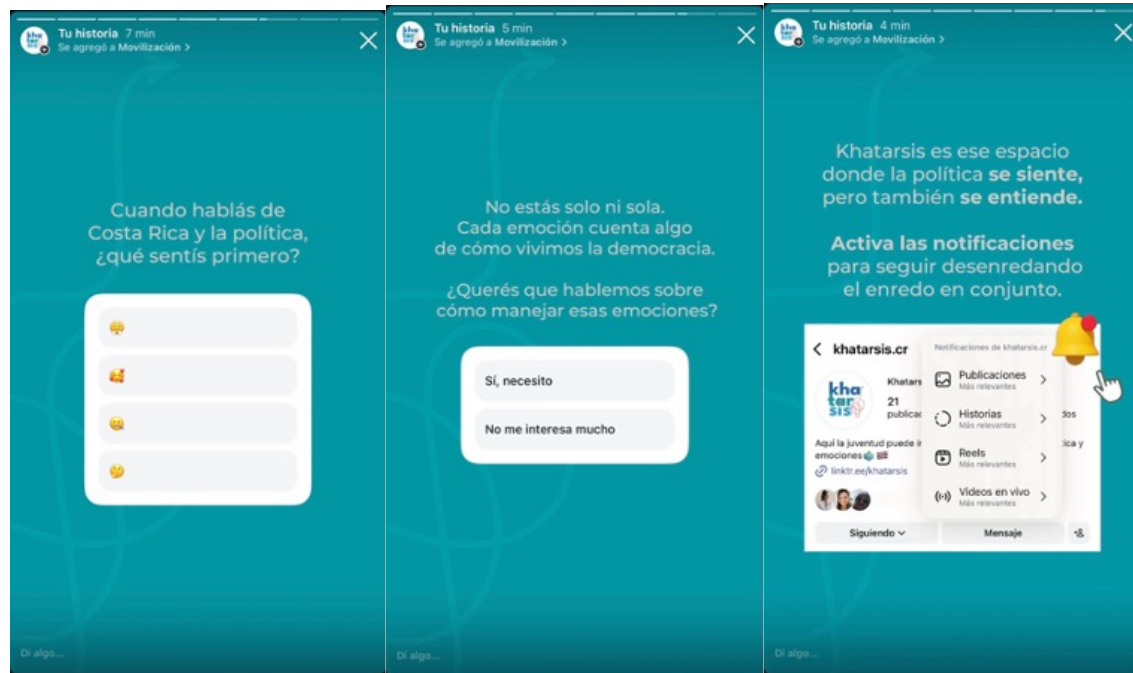 Tu historia 7 min
Se agregó a Movilización >
Cuando hablás de
Costa Rica y la política,
¿qué sentís primero?
Di algo...
Tu historia 5 min
Se agregó a Movilización >
No estás solo ni sola.
Cada emoción cuenta algo
de cómo vivimos la democracia.
¿Querés que hablemos sobre
cómo manejar esas emociones?
Sí, necesito
No me interesa mucho
Di algo...
Tu historia 4 min
Se agregó a Movilización >
Khatarsis es ese espacio
donde la política se siente,
pero también se entiende.
Activa las notificaciones
para seguir desenredando
el enredo en conjunto.
khatarsis.cr
Notificaciones de khatarsis.cr
kha
tar
sis
Khatars
21
publicac
Publicaciones
Más relevantes
Historias
Más relevantes
dos
Aquí la juventud puede ir
ica y
emociones
linktr.ee/khatarsis
Reels
Más relevantes
Videos en vivo
Más relevantes
Siguiendo
Mensaje
Di algo...